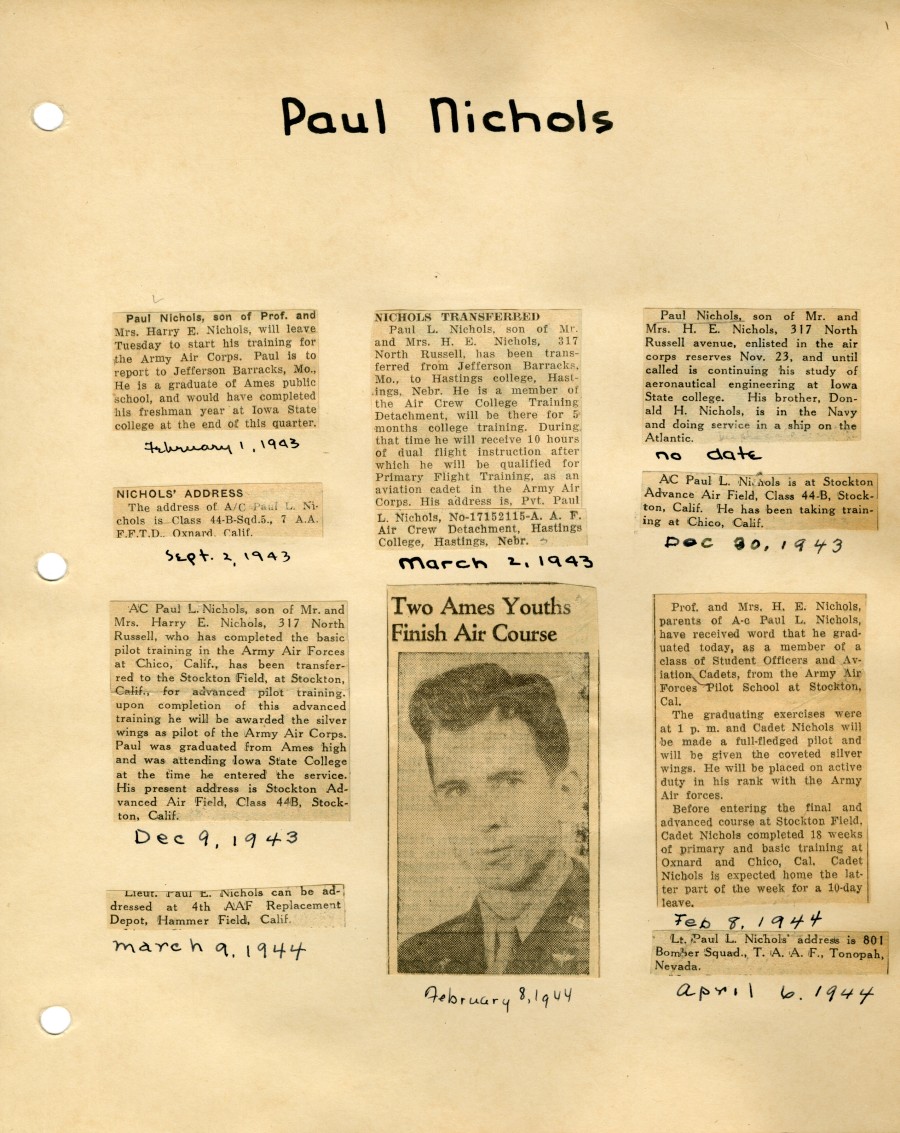 Paul Nichols
Paul Nichols, son of Prof. and
Mrs. Harry E. Nichols, will leave
Tuesday to start his training for
the Army Air Corps. Paul is to
report to Jefferson Barracks, Mo.,
He is a graduate of Ames public
school, and would have completed
his freshman year at Iowa State
college at the end of this quarter.
February 1, 1943
NICHOLS' ADDRESS
The address of A/C Paul L. Ni-
chols is Class 44-B-Sqd.5., 7 A.A.
F.F.T.D., Oxnard, Calif.
Sept. 2, 1943
AC Paul L. Nichols, son of Mr. and
Mrs. Harry E. Nichols, 317 North
Russell, who has completed the basic
pilot training in the Army Air Forces
at Chico, Calif., has been transfer-
red to the Stockton Field, at Stockton,
Calif., for advanced pilot training.
upon completion of this advanced
training he will be awarded the silver
wings as pilot of the Army Air Corps.
Paul was graduated from Ames high
and was attending Iowa State College
at the time he entered the service.
His present address is Stockton Ad-
vanced Air Field, Class 44B, Stock-
ton, Calif.
Dec 9, 1943
Lieut. Paul E. Nichols can be ad-
dressed at 4th AAF Replacement
Depot, Hammer Field, Calif.
March 9, 1944
NICHOLS TRANSFERRED
Paul L. Nichols, son of Mr.
and Mrs. H. E. Nichols, 317
North Russell, has been trans-
ferred from Jefferson Barracks,
Mo., to Hastings college, Hast-
ings, Nebr. He is a member of
the Air Crew College Training
Detachment, will be there for 5
months college training. During
that time he will receive 10 hours
of dual flight instruction after
which he will be qualified for
Primary Flight Training, as an
aviation cadet in the Army Air
Corps. His address is, Pvt. Paul
L. Nichols, No-17152115-A. A. F.
Air Crew Detachment, Hastings
College, Hastings, Nebr.
March 2, 1943
Two Ames Youths
Finish Air Course
February 8, 1944
Paul Nichols, son of Mr. and
Mrs. H. E. Nichols, 317 North
Russell avenue, enlisted in the air
corps reserves Nov. 23, and until
called is continuing his study of
aeronautical engineering at Iowa
State college. His brother, Don-
ald H. Nichols, is in the Navy
and doing service in a ship on the
Atlantic.
no date
AC Paul L. Nichols is at Stockton
Advance Air Field, Class 44-B, Stock-
ton, Calif. He has been taking train-
ing at Chico, Calif.
Dec 30, 1943
Prof. and Mrs. H. E. Nichols,
parents of A-c Paul L. Nichols,
have received word that he grad-
uated today, as a member of a
class of Student Officers and Av-
iation Cadets, from the Army Air
Forces Pilot School at Stockton,
Cal.
The graduating exercises were
at 1 p. m. and Cadet Nichols will
be made a full-fledged pilot and
will be given the coveted silver
wings. He will be placed on active
duty in his rank with the Army
Air forces.
Before entering the final and
advanced course at Stockton Field,
Cadet Nichols completed 18 weeks
of primary and basic training at
Oxnard and Chico, Cal. Cadet
Nichols is expected home the lat-
ter part of the week for a 10-day
leave.
Feb 8, 1944
Lt. Paul L. Nichols' address is 801
Bomber Squad., T. A. A. F., Tonopah,
Nevada.
April 6, 1944